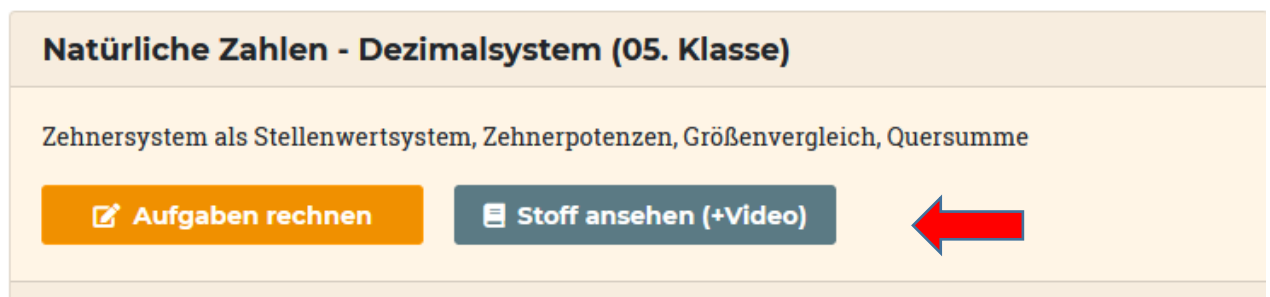 Natürliche Zahlen - Dezimalsystem (05. Klasse)
Zehnersystem als Stellenwertsystem, Zehnerpotenzen, Größenvergleich, Quersumme
Aufgaben rechnen
Stoff ansehen (+Video)